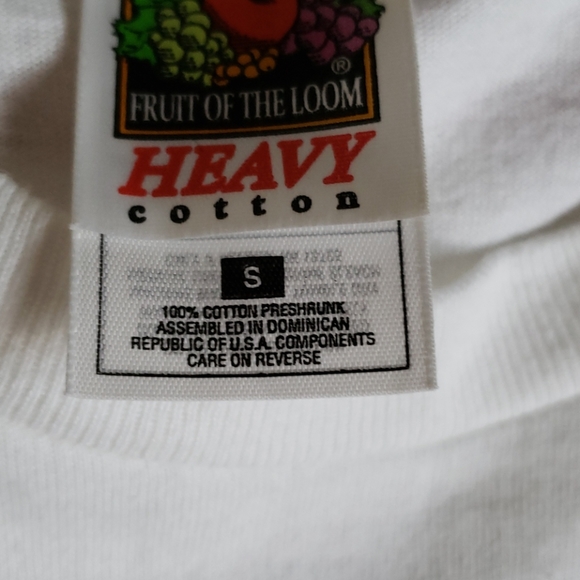 ®
FRUIT OF THE LOOM
HEAVY
cotton
S
100% COTTON PRESHRUNK
ASSEMBLED IN DOMINICAN
REPUBLIC OF U.S.A. COMPONENTS
CARE ON REVERSE